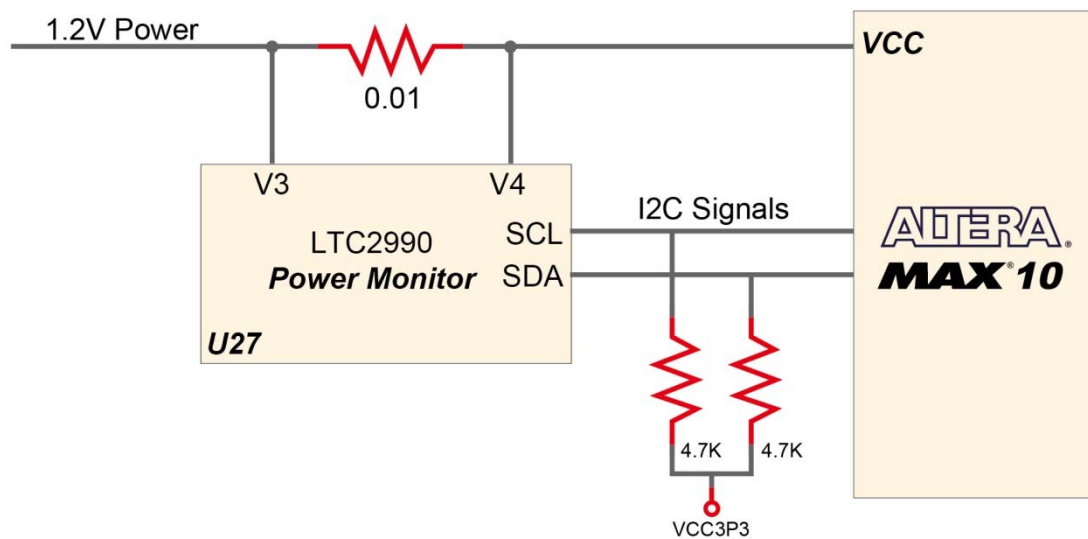 1.2V Power
VCC
0.01
V3
V4
LTC2990
Power Monitor
SCL
SDA
U27
I2C Signals
ALTERA®
MAX® 10
4.7K
4.7K
VCC3P3